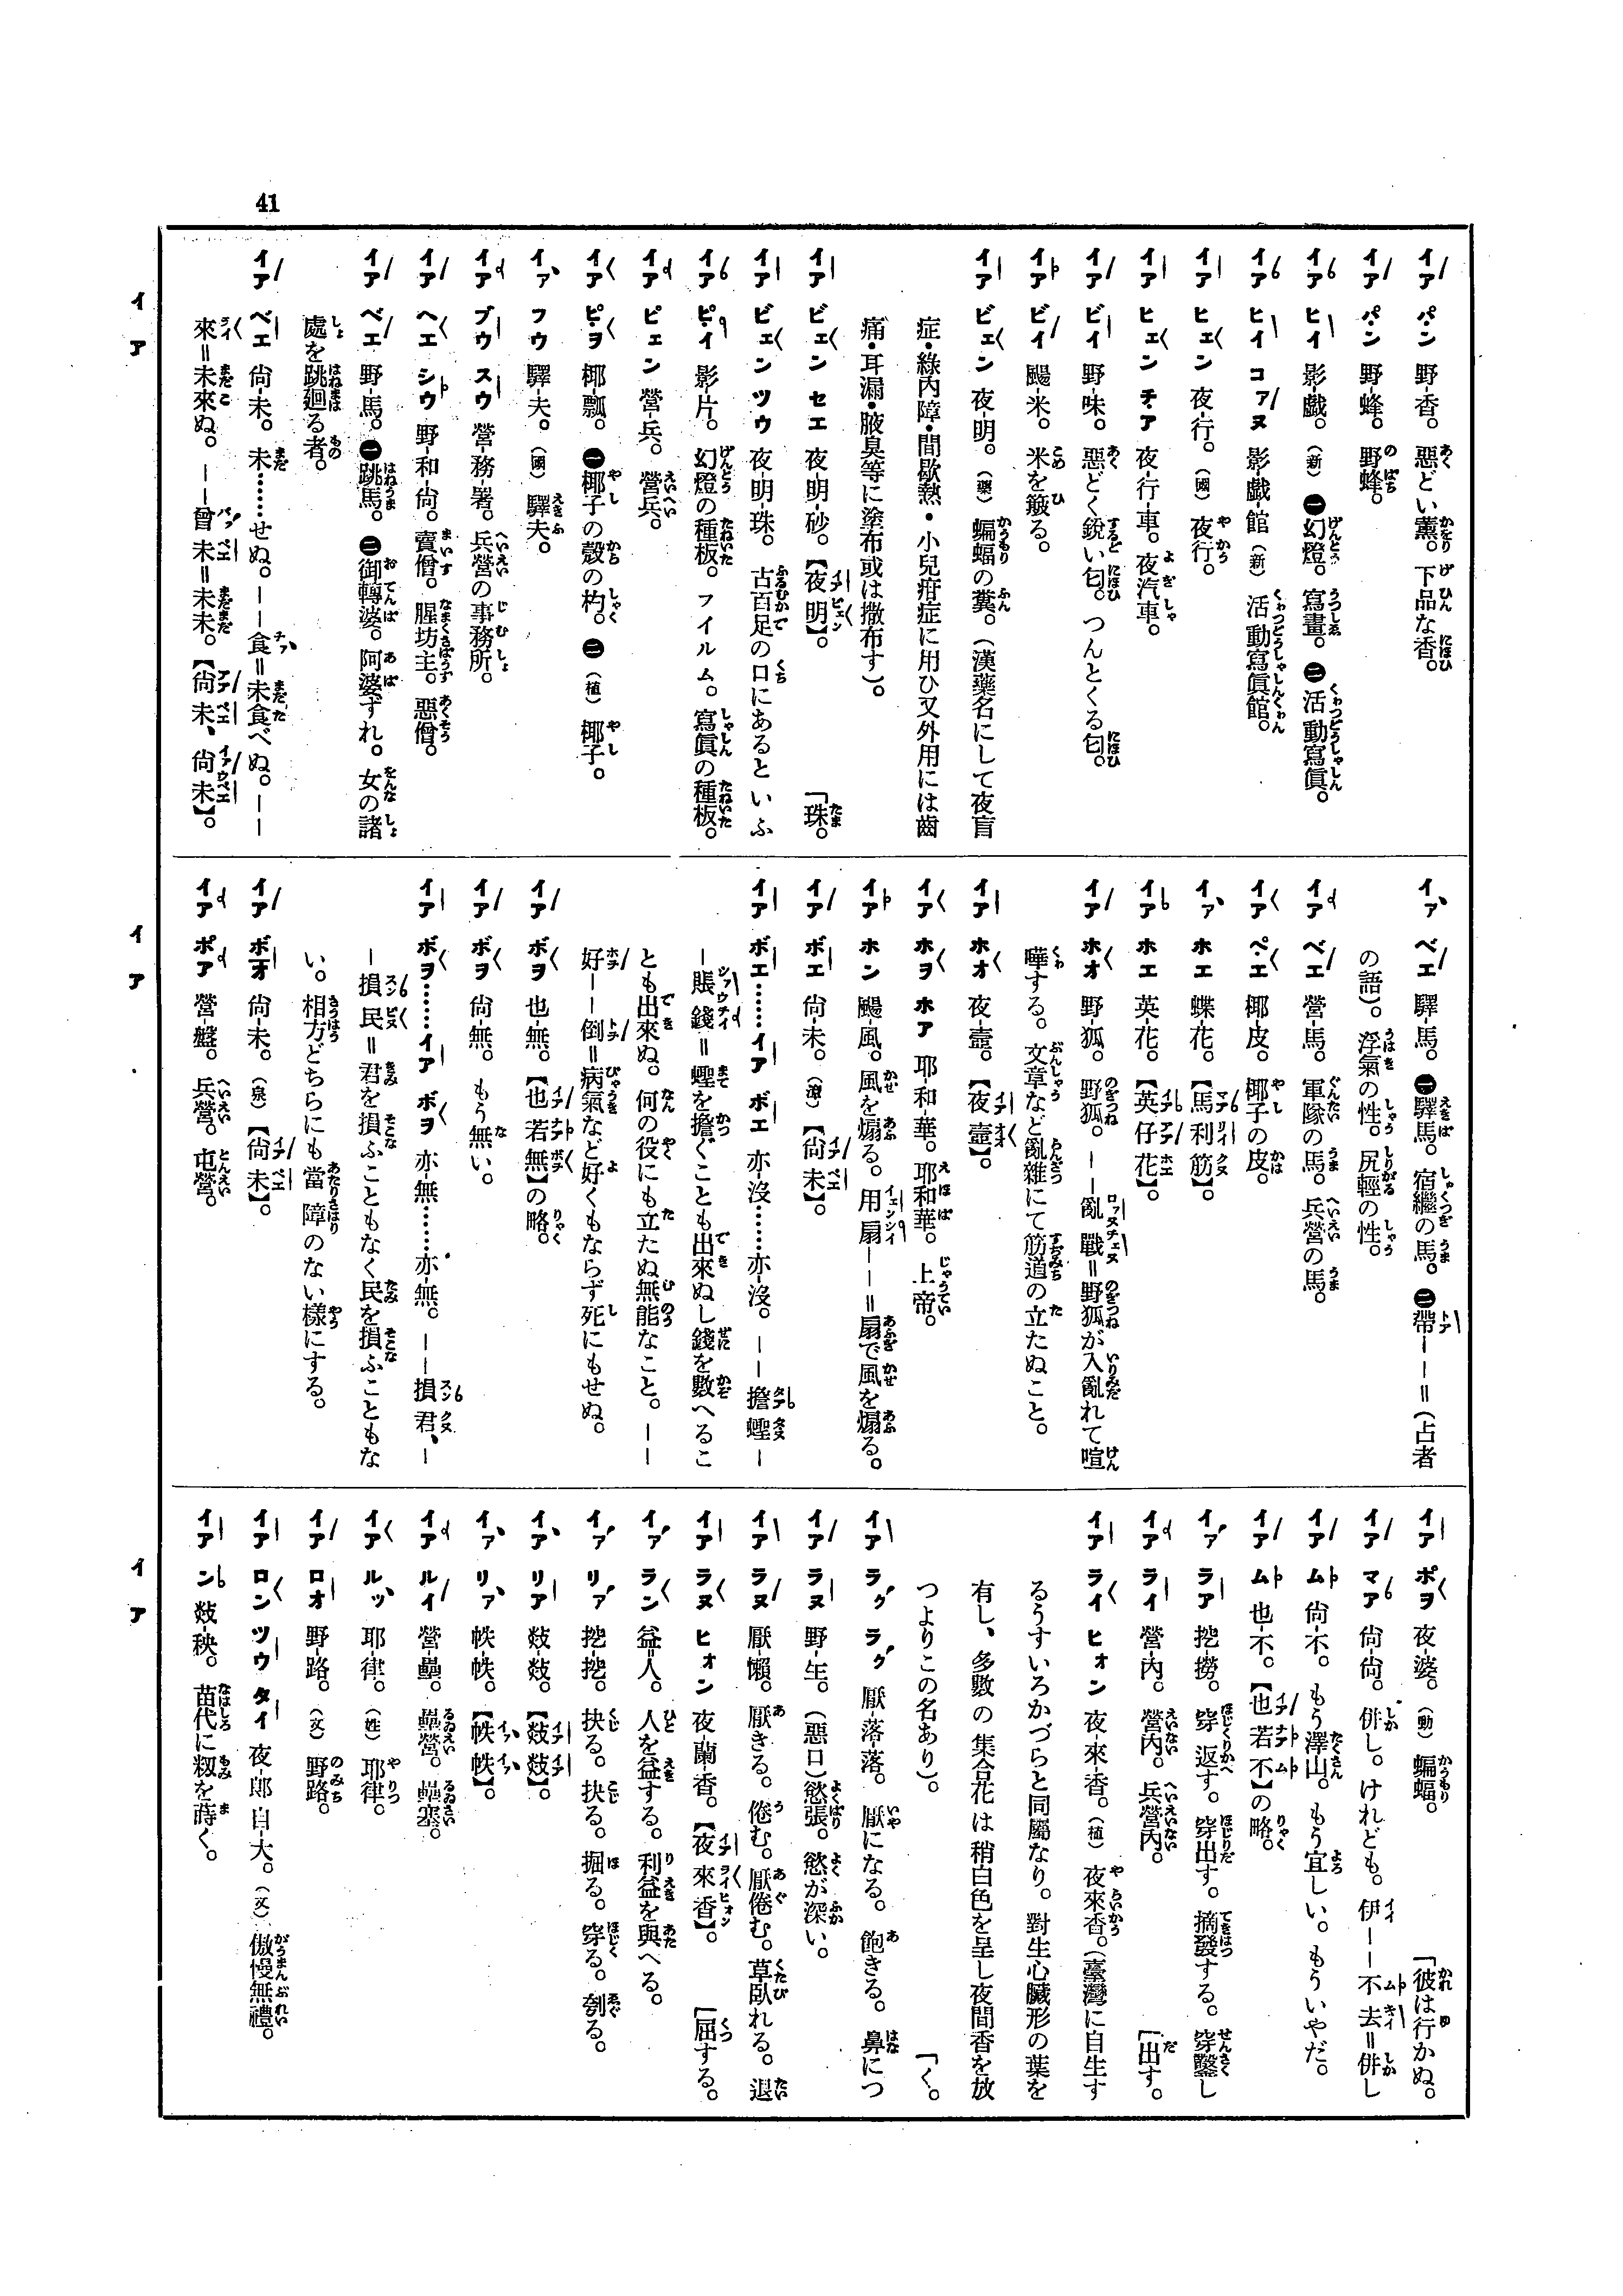 41
イア パン 野-香。 惡どい薰。下品な香。
イア パン 野-蜂。 野蜂。
イア ヒイ 影-戲。(新) ㊀幻燈。寫畫。㊁活動寫眞。
イア ヒイ コアヌ 影-戲-館(新) 活動寫眞館。
イア ヒェン 夜-行。(國) 夜行。
イア ヒェン チア 夜-行-車。夜汽車。
イア ビイ 野-味。 惡どく銳い匂。つんとくる匂。
イア ビイ 颺-米。 米を簸る。
イア ビェン 夜-明。(藥) 蝙蝠の糞。(漢藥名にして夜盲
症・綠內障・間歇熱・小兒疳症に用ひ又外用には齒
痛・耳漏・腋臭等に塗布或は撒布す)。
イア ビェン セエ 夜-明-砂。【夜明】。 「珠。
イア ビェン ツウ 夜-明-珠。 古百足の口にあるといふ
イア ピイ 影-片。 幻燈の種板。フイルム。寫眞の種板。
イア ピェン 營-兵。 營兵。
イア ピヲ 椰-瓢。 ㊀椰子の殼の杓。㊁(植) 椰子。
イア フウ 驛-夫。(國) 驛夫。
イア ブウ スウ 營-務-署。兵營の事務所。
イア ヘエ シウ 野-和-尙。賣僧。腥坊主。惡僧。
イア ベエ 野-馬。 ㊀跳馬。㊁御轉婆。阿婆ずれ。女の諸
處を跳廻る者。
イア ベエ 尙-未。 未……せぬ。――食=未食べぬ。――
來=未來ぬ。――曾未=未未。【尙未、尙未】。
イア ベエ 驛-馬。 ㊀驛馬。宿繼の馬。㊁帶――=(占者
の語)。浮氣の性。尻輕の性。
イア ベエ 營-馬。 軍隊の馬。兵營の馬。
イア ペエ 椰-皮。 椰子の皮。
イア ホエ 蝶-花。 【馬利筋】。
イア ホエ 英-花。 【英仔花】。
イア ホオ 野-狐。 野狐。――亂戰=野狐が入亂れて喧
嘩する。文章など亂雜にて筋道の立たぬこと。
イア ホオ 夜-壼。 【夜壼】。
イア ホヲ ホア 耶-和-華。耶和華。上帝。
イア ホン 颺-風。 風を煽る。用扇――=扇で風を煽る。
イア ボエ 尙-未。(漳)【尙未】。
イア ボエ……イア ボエ 亦-沒……亦-沒。――擔蟶―
―賬錢=蟶を擔ぐことも出來ぬし錢を數へるこ
とも出來ぬ。何の役にも立たぬ無能なこと。――
好――倒=病氣など好くもならず死にもせぬ。
イア ボヲ 也-無。 【也若無】の略。
イア ボヲ 尙-無。 もう無い。
イア ボヲ……イア ボヲ 亦-無……亦-無。――損君、―
―損民=君を損ふこともなく民を損ふこともな
い。相方どちらにも當障のない樣にする。
イア ボオ 尙-未。(泉)【尙未】。
イア ポア 營-盤。 兵營。屯營。
イア ポヲ 夜-婆。(動) 蝙蝠。 「彼は行かぬ。
イア マア 尙-尙。 倂し。けれども。伊――不去=倂し
イア ム 尙-不。 もう澤山。もう宜しい。もういやだ。
イア ム 也-不。 【也若不】の略。
イア ラア 挖-撈。 穿返す。穿出す。摘發する。穿鑿し
イア ライ 營-內。 營內。兵營內。 「出す。
イア ライ ヒォン 夜-來-香。(植) 夜來香。(臺灣に自生す
るうすいろかづらと同屬なり。對生心臟形の葉を
有し、多數の集合花は稍白色を呈し夜間香を放
つよりこの名あり)。 「く。
イア ラク ラク 厭-落-落。 厭になる。飽きる。鼻につ
イア ラヌ 野-生。(惡口)慾張。慾が深い。
イア ラヌ 厭-懶。 厭きる。倦む。厭倦む。草臥れる。退
イア ラヌ ヒォン 夜-蘭-香。【夜來香】。 「屈する。
イア ラン 益-人。 人を益する。利益を與へる。
イア リア 挖-挖。 抉る。抉る。掘る。穿る。刳る。
イア リア 㪇-㪇。 【㪇㪇】。
イア リア 帙-帙。 【帙帙】。
イア ルイ 營-壘。 壘營。壘塞。
イア ルッ 耶-律。(姓) 耶律。
イア ロオ 野-路。(文) 野路。
イア ロン ツウ タイ 夜-郎-自-大。(文) 傲慢無禮。
イア ン 㪇-秧。 苗代に籾を蒔く。
イア
イア
イア